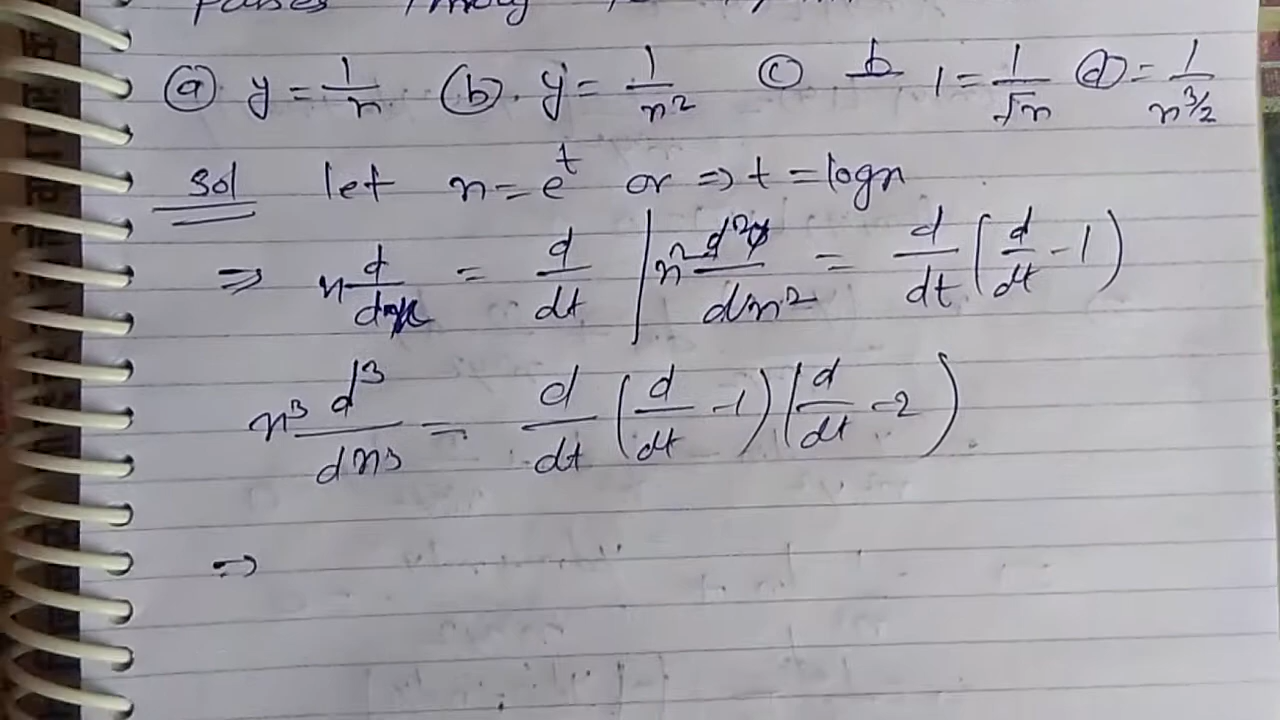 (a) y = 1/x (b). y = 1/x² (c) b 1 = 1/√x (d) = 1/x^3/2
Sol let x = e^t or ⇒ t = logx
⇒ x d/dx = d/dt | x² d²/dx² = d/dt (d/dt - 1)
x³ d³/dx³ = d/dt (d/dt - 1) (d/dt - 2).
⇒